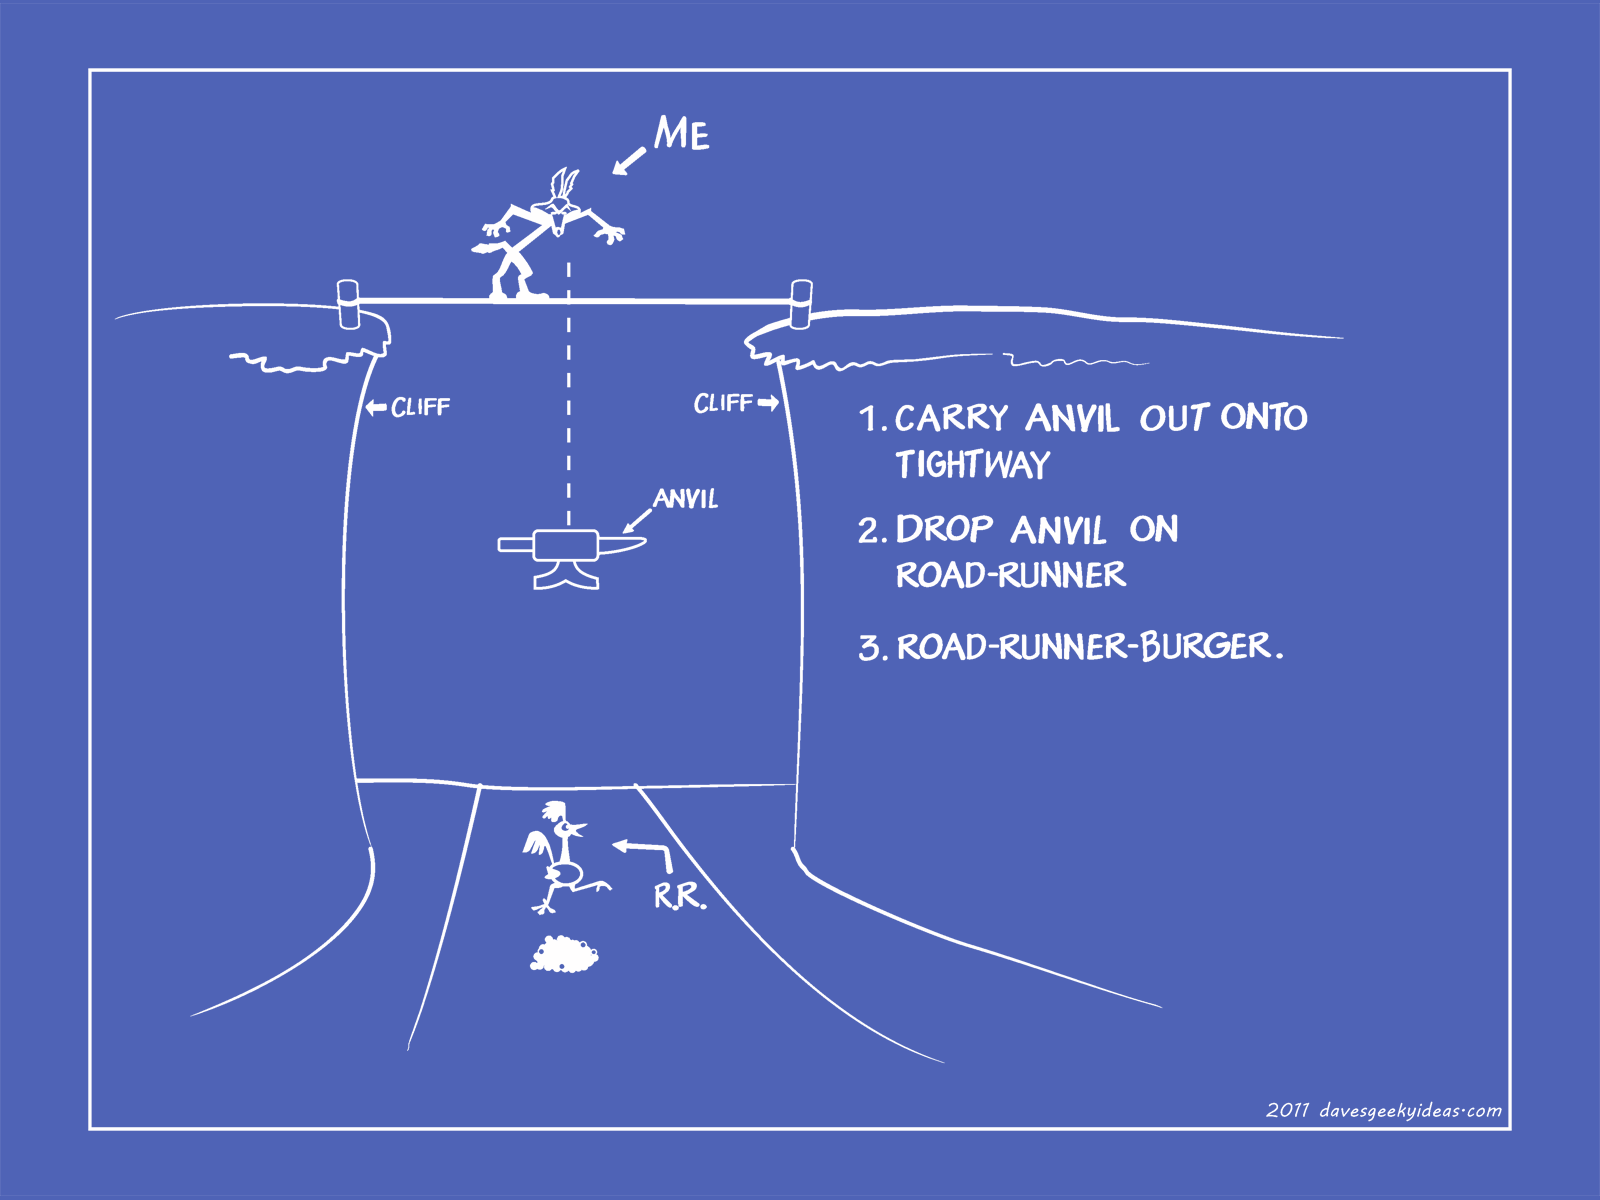 ME
CLIFF
CLIFF
1. CARRY ANVIL OUT ONTO
TIGHTWAY
ANVIL
2. DROP ANVIL ON
ROAD-RUNNER
3. ROAD-RUNNER-BURGER.
R.R.
2011 davesgeekyideas.com